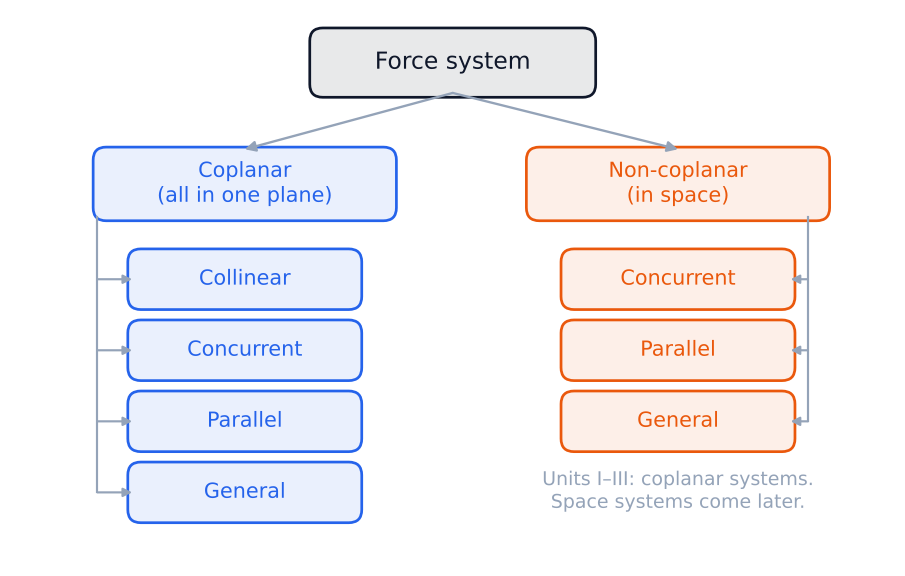 Force system
Coplanar
(all in one plane)
Collinear
Concurrent
Parallel
General
Non-coplanar
(in space)
Concurrent
Parallel
General
Units I–III: coplanar systems.
Space systems come later.